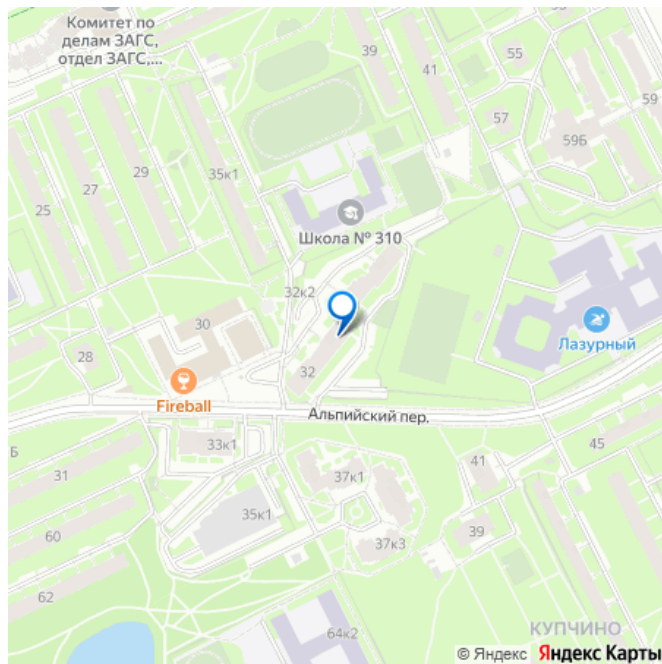 Комитет по
делам ЗАГС,
отдел ЗАГС,...
39
41
55
57
59
59Б
35к1
29
27
25
Школа № 310
32к2
30
28
32
Лазурный
Fireball
Альпийский пер.
33к1
Б
31
45
41
37к1
35к1
39
60
37к3
62
64к2
КУПЧИНО
© Яндекс Яндекс Карты